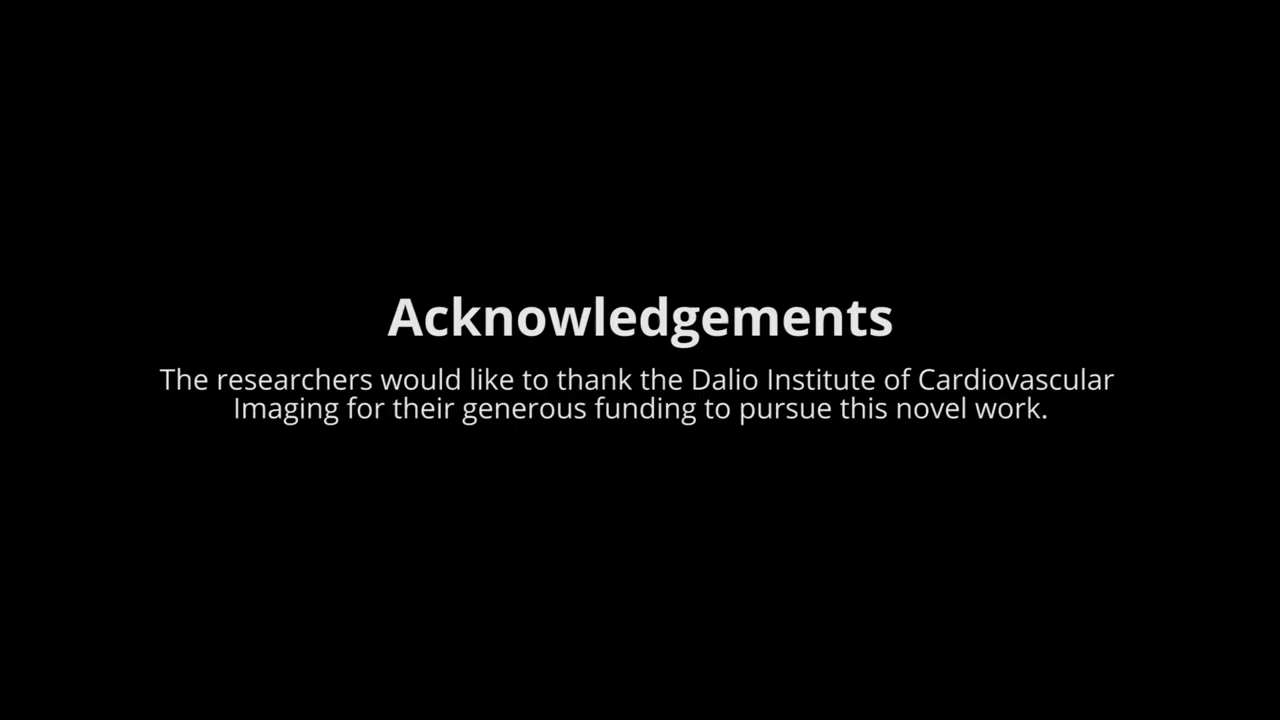 Acknowledgements
The researchers would like to thank the Dalio Institute of Cardiovascular
Imaging for their generous funding to pursue this novel work.